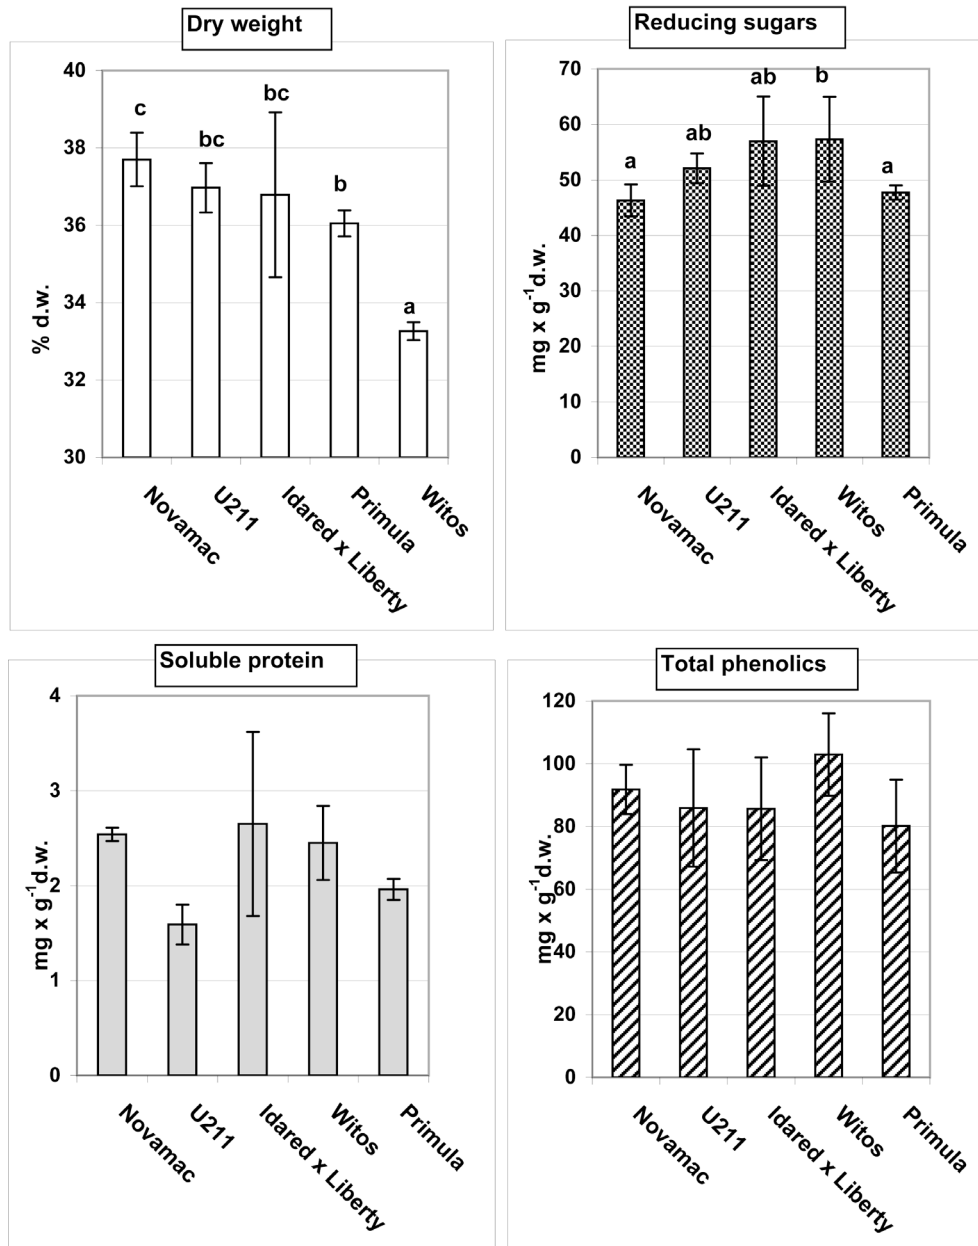 Dry weight
40
38
36
34
32
30
% d.w.
c
bc
bc
b
a
Novamac
U211
Idared x Liberty
Primula
Witos
Reducing sugars
70
60
50
40
30
20
10
0
mg x g-1d.w.
a
ab
ab
b
a
Novamac
U211
Idared x Liberty
Witos
Primula
Soluble protein
4
3
2
1
0
mg x g-1d.w.
Novamac
U211
Idared x Liberty
Witos
Primula
Total phenolics
120
100
80
60
40
20
0
mg x g-1d.w.
Novamac
U211
Idared x Liberty
Witos
Primula